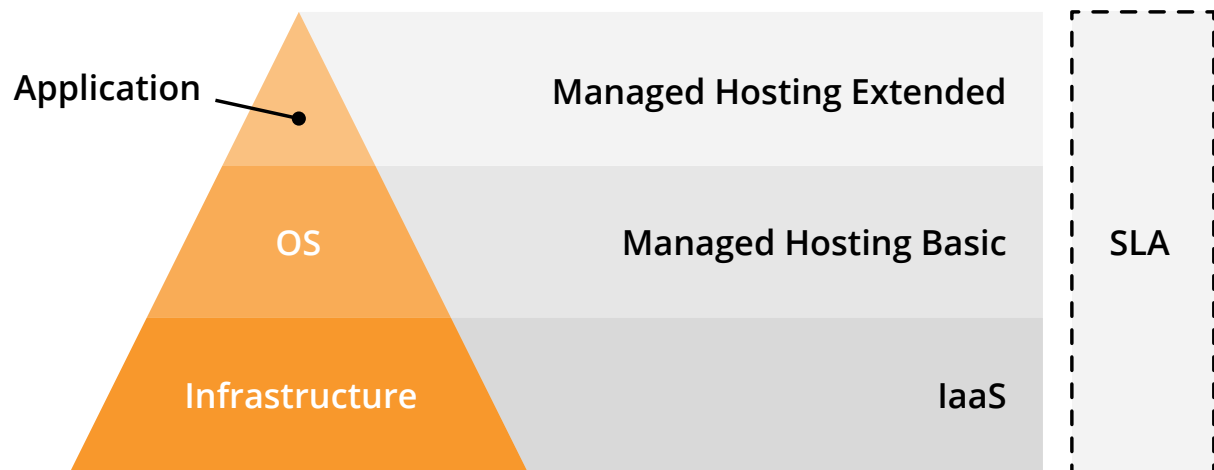 Application
Managed Hosting Extended
OS
Managed Hosting Basic
SLA
Infrastructure
IaaS